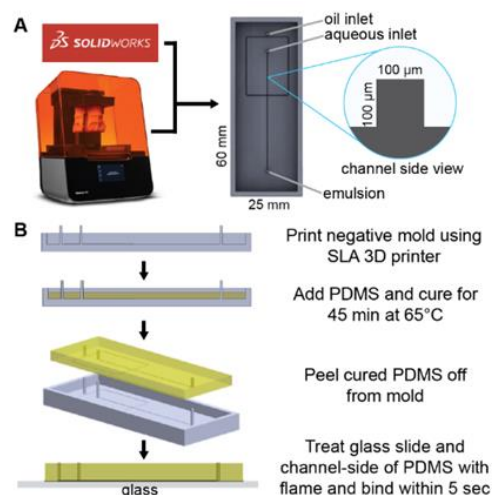 A
SOLIDWORKS
oil inlet
aqueous inlet
100 µm
100 µm
channel side view
60 mm
25 mm
emulsion
B
Print negative mold using
SLA 3D printer
Add PDMS and cure for
45 min at 65°C
Peel cured PDMS off
from mold
Treat glass slide and
channel-side of PDMS with
flame and bind within 5 sec
glass